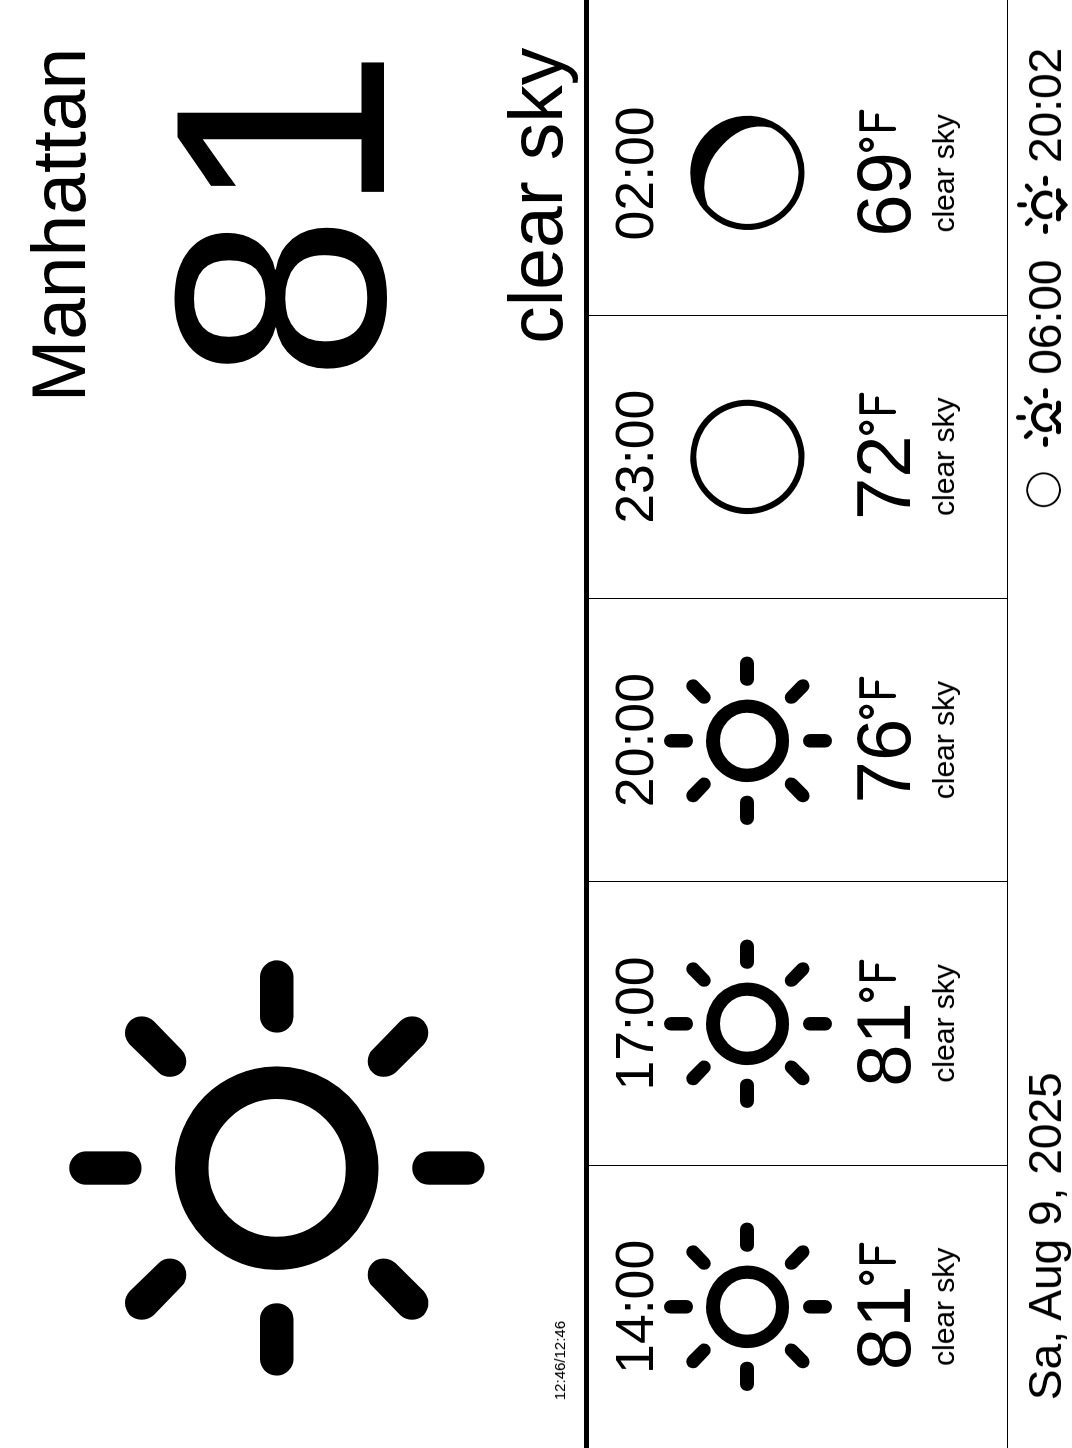 Manhattan
81
clear sky
12:46/12:46
14:00 17:00 20:00 23:00 02:00
81°F 81°F 76°F 72°F 69°F
clear sky clear sky clear sky clear sky clear sky
Sa, Aug 9, 2025 06:00 20:02